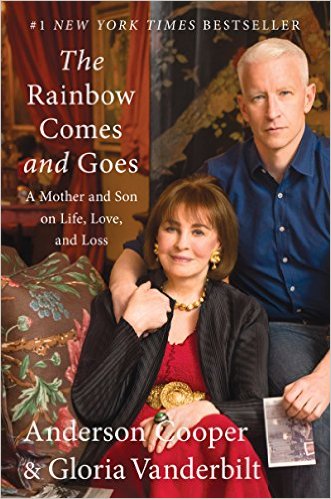 #1 NEW YORK TIMES BESTSELLER
The
Rainbow
Comes
and Goes
A Mother and Son
on Life, Love,
and Loss
Anderson Cooper
& Gloria Vanderbilt